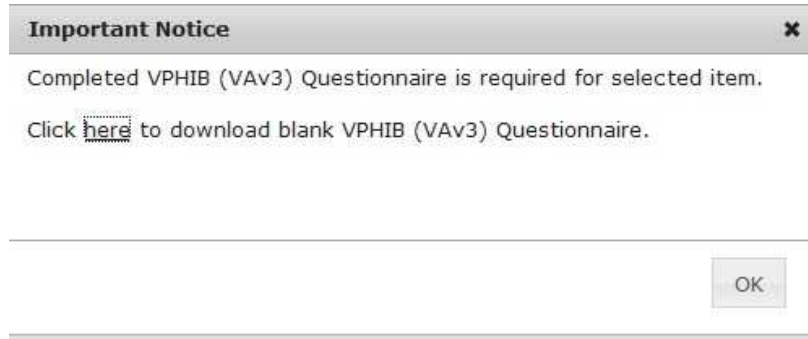 Important Notice
Completed VPHIB (VAv3) Questionnaire is required for selected item.
Click here to download blank VPHIB (VAv3) Questionnaire.
OK